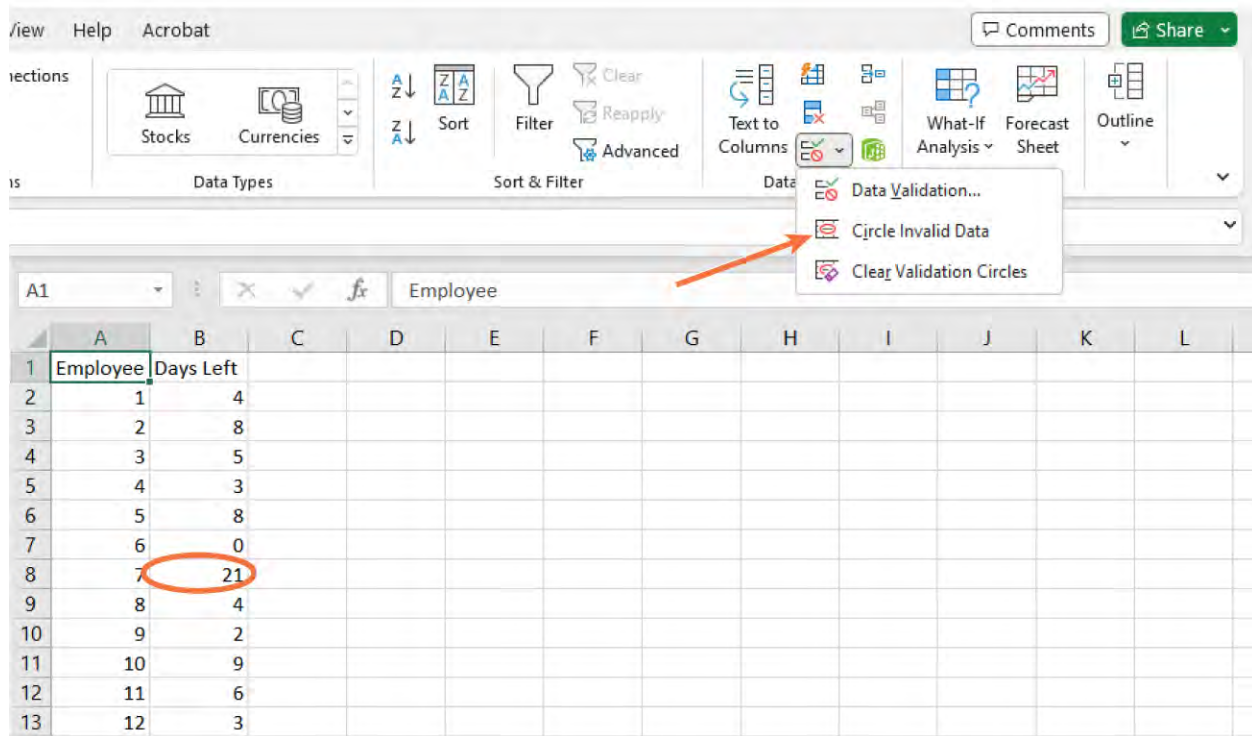 View Help Acrobat Comments Share
nections
Stocks Currencies
Sort
Filter
Clear
Reapply
Advanced
Text to
Columns
What-If
Analysis
Forecast
Sheet
Outline
ns Data Types Sort & Filter Data
Data Validation...
Circle Invalid Data
Clear Validation Circles
A1 fx Employee
A B C D E F G H I J K L
1 Employee Days Left
2 1 4
3 2 8
4 3 5
5 4 3
6 5 8
7 6 0
8 7 21
9 8 4
10 9 2
11 10 9
12 11 6
13 12 3